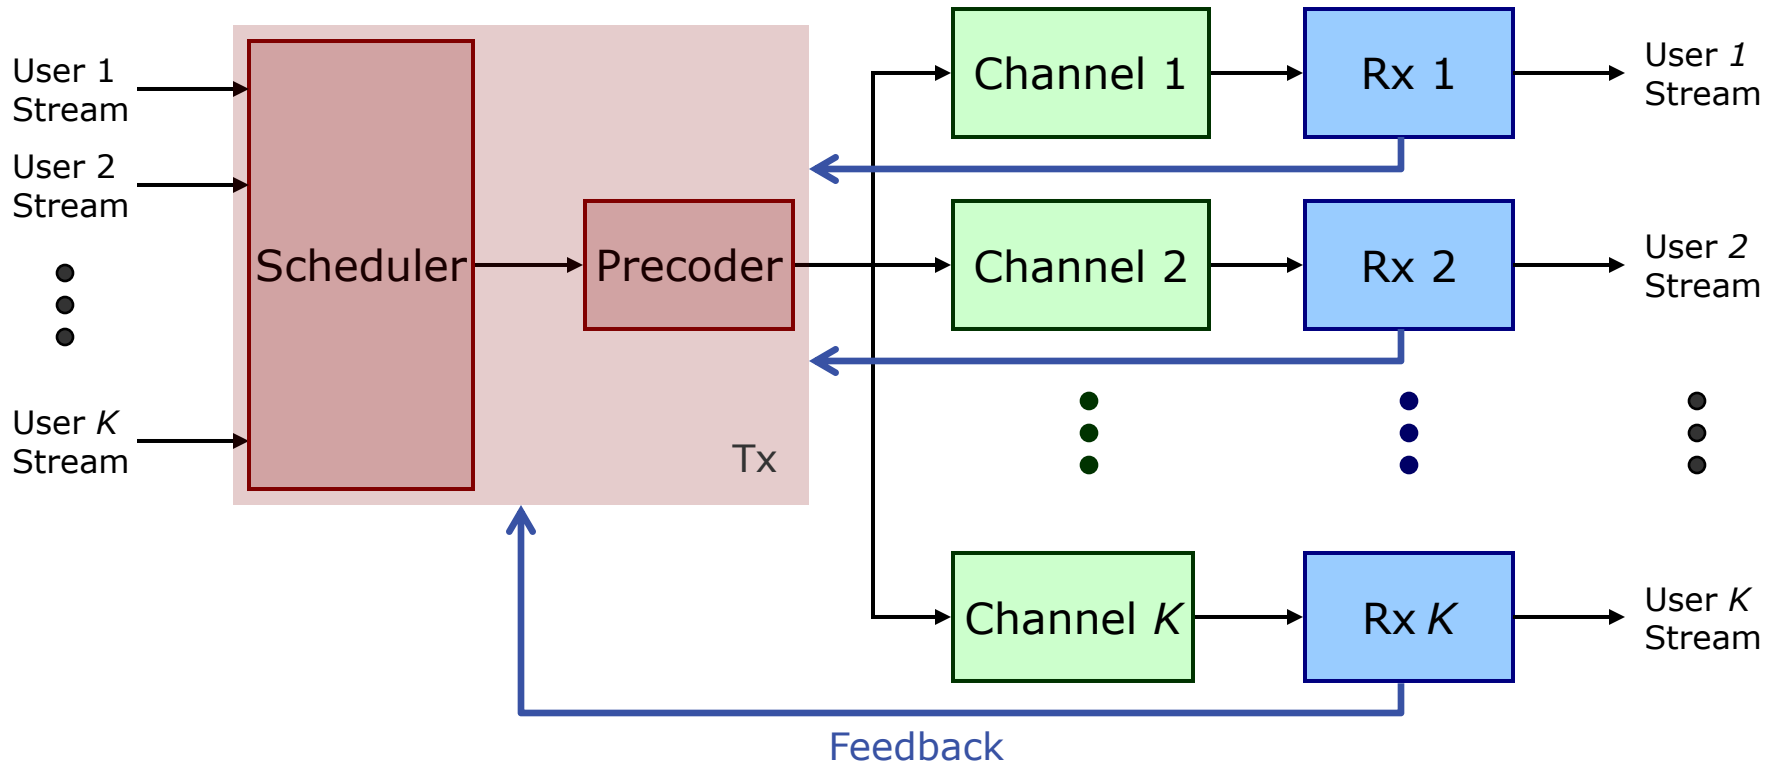 User 1
Stream
User 2
Stream
User K
Stream
Scheduler
Precoder
Tx
Channel 1
Rx 1
User 1
Stream
Channel 2
Rx 2
User 2
Stream
Channel K
Rx K
User K
Stream
Feedback